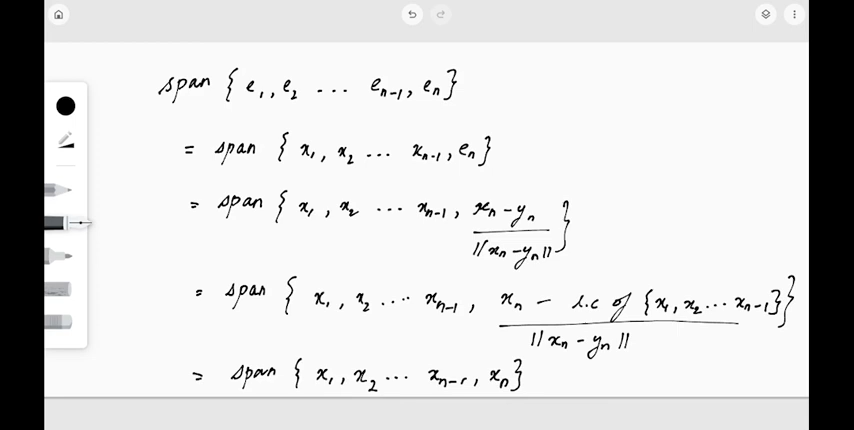 span { e₁, e₂ ... eₙ₋₁, eₙ}
= span { x₁, x₂ ... xₙ₋₁, eₙ}
= span { x₁, x₂ ... xₙ₋₁, xₙ - yₙ / ||xₙ - yₙ|| }
= span { x₁, x₂ .... xₙ₋₁, xₙ - l.c of {x₁, x₂ ... xₙ₋₁} / ||xₙ - yₙ|| }
= span { x₁, x₂ ... xₙ₋₁, xₙ}